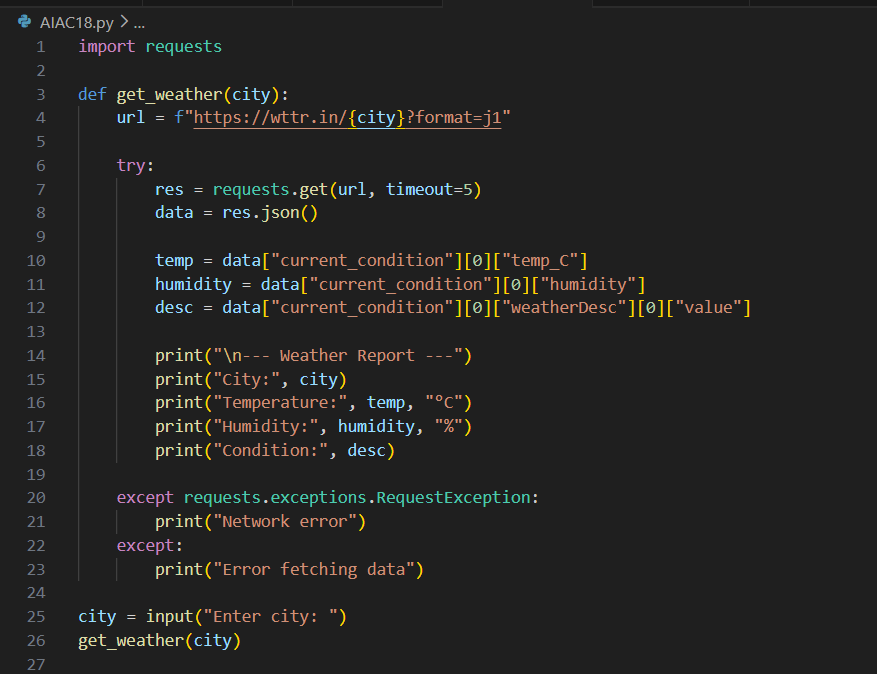 AIAC18.py > ...
1 import requests
2
3 def get_weather(city):
4     url = f"https://wttr.in/{city}?format=j1"
5
6     try:
7         res = requests.get(url, timeout=5)
8         data = res.json()
9
10         temp = data["current_condition"][0]["temp_C"]
11         humidity = data["current_condition"][0]["humidity"]
12         desc = data["current_condition"][0]["weatherDesc"][0]["value"]
13
14         print("\n--- Weather Report ---")
15         print("City:", city)
16         print("Temperature:", temp, "°C")
17         print("Humidity:", humidity, "%")
18         print("Condition:", desc)
19
20     except requests.exceptions.RequestException:
21         print("Network error")
22     except:
23         print("Error fetching data")
24
25 city = input("Enter city: ")
26 get_weather(city)
27